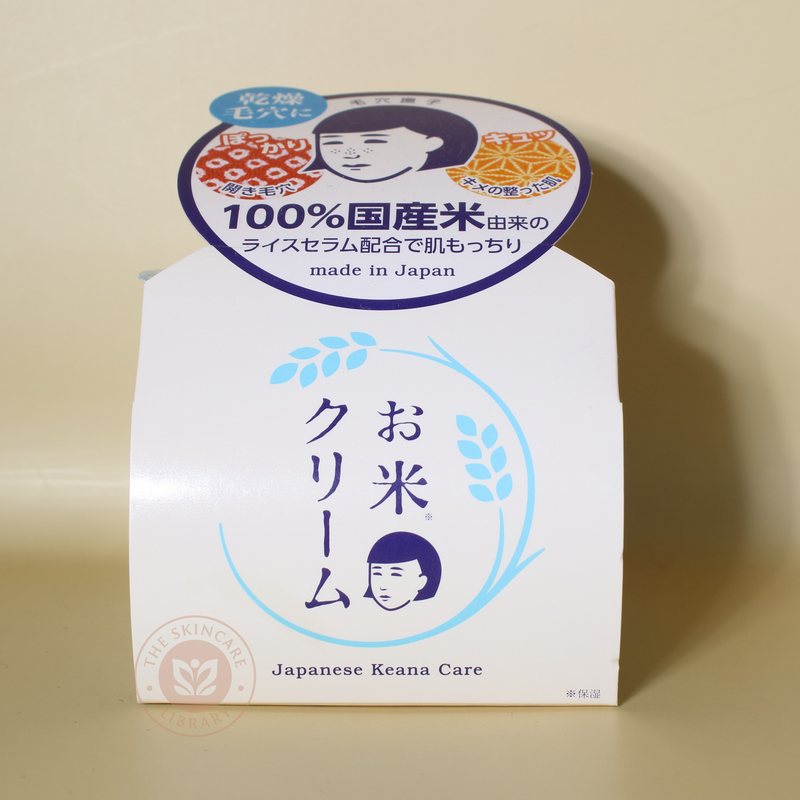 乾燥
毛穴に
毛穴撫子
ぽっかり
開き毛穴
キュッ
キメの整った肌
100%国産米由来の
ライスセラム配合で肌もっちり
made in Japan
お米※
クリーム
Japanese Keana Care
※保湿
THE SKINCARE
LIBRARY